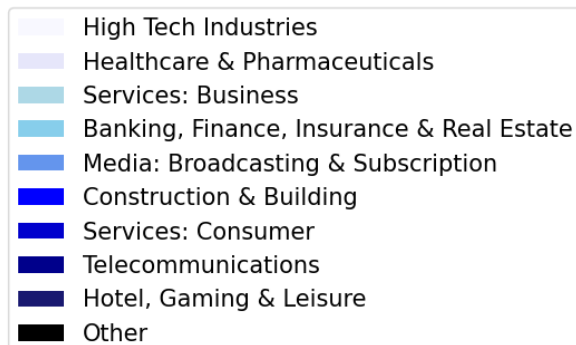 High Tech Industries
Healthcare & Pharmaceuticals
Services: Business
Banking, Finance, Insurance & Real Estate
Media: Broadcasting & Subscription
Construction & Building
Services: Consumer
Telecommunications
Hotel, Gaming & Leisure
Other